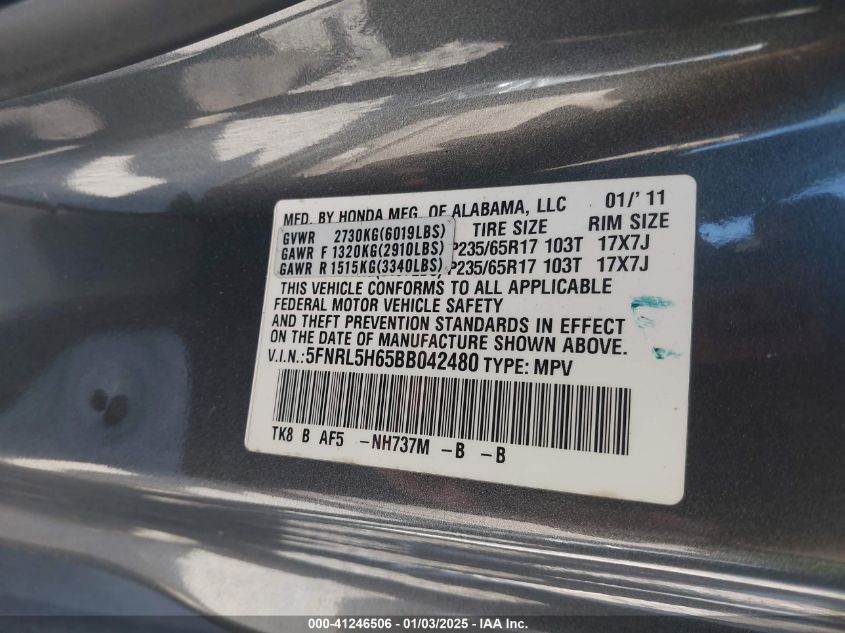 MFD. BY HONDA MFG. OF ALABAMA, LLC 01/'11
TIRE SIZE RIM SIZE
GVWR 2730KG(6019LBS)
GAWR F 1320KG(2910LBS) P235/65R17 103T 17X7J
GAWR R 1515KG(3340LBS) P235/65R17 103T 17X7J
THIS VEHICLE CONFORMS TO ALL APPLICABLE
FEDERAL MOTOR VEHICLE SAFETY
AND THEFT PREVENTION STANDARDS IN EFFECT
ON THE DATE OF MANUFACTURE SHOWN ABOVE.
V.I.N.:5FNRL5H65BB042480 TYPE: MPV
TK8 B AF5 -NH737M -B -B
000-41246506 - 01/03/2025 - IAA, Inc.